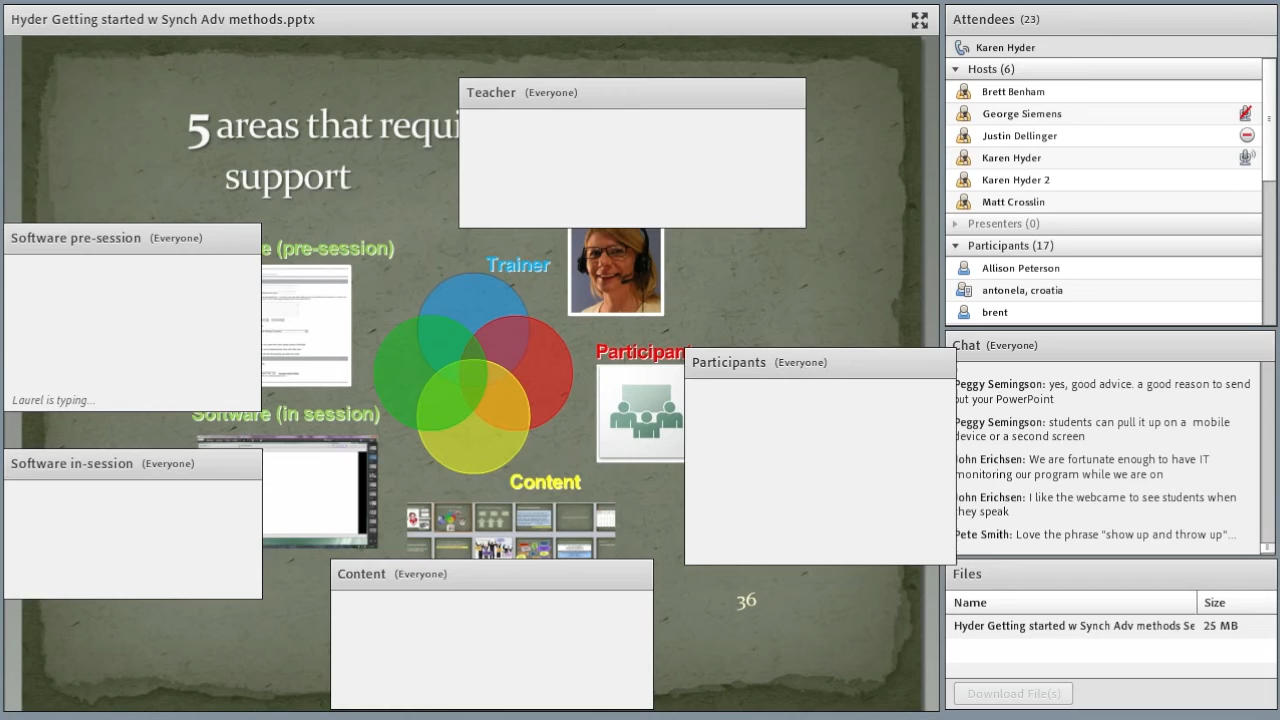 Hyder Getting started w Synch Adv methods.pptx
5 areas that requi
support
Teacher (Everyone)
Software pre-session (Everyone)
e (pre-session)
Laurel is typing...
Trainer
Participan
Participants (Everyone)
Software (in session)
Software in-session (Everyone)
Content
Content (Everyone)
36
Attendees (23)
Karen Hyder
Hosts (6)
Brett Benham
George Siemens
Justin Dellinger
Karen Hyder
Karen Hyder 2
Matt Crosslin
Presenters (0)
Participants (17)
Allison Peterson
antonela, croatia
brent
Chat (Everyone)
Peggy Semingson: yes, good advice. a good reason to send
out your PowerPoint
Peggy Semingson: students can pull it up on a mobile
device or a second screen
John Erichsen: We are fortunate enough to have IT
monitoring our program while we are on
John Erichsen: I like the webcame to see students when
they speak
Pete Smith: Love the phrase "show up and throw up"...
Files
Name Size
Hyder Getting started w Synch Adv methods Se 25 MB
Download File(s)